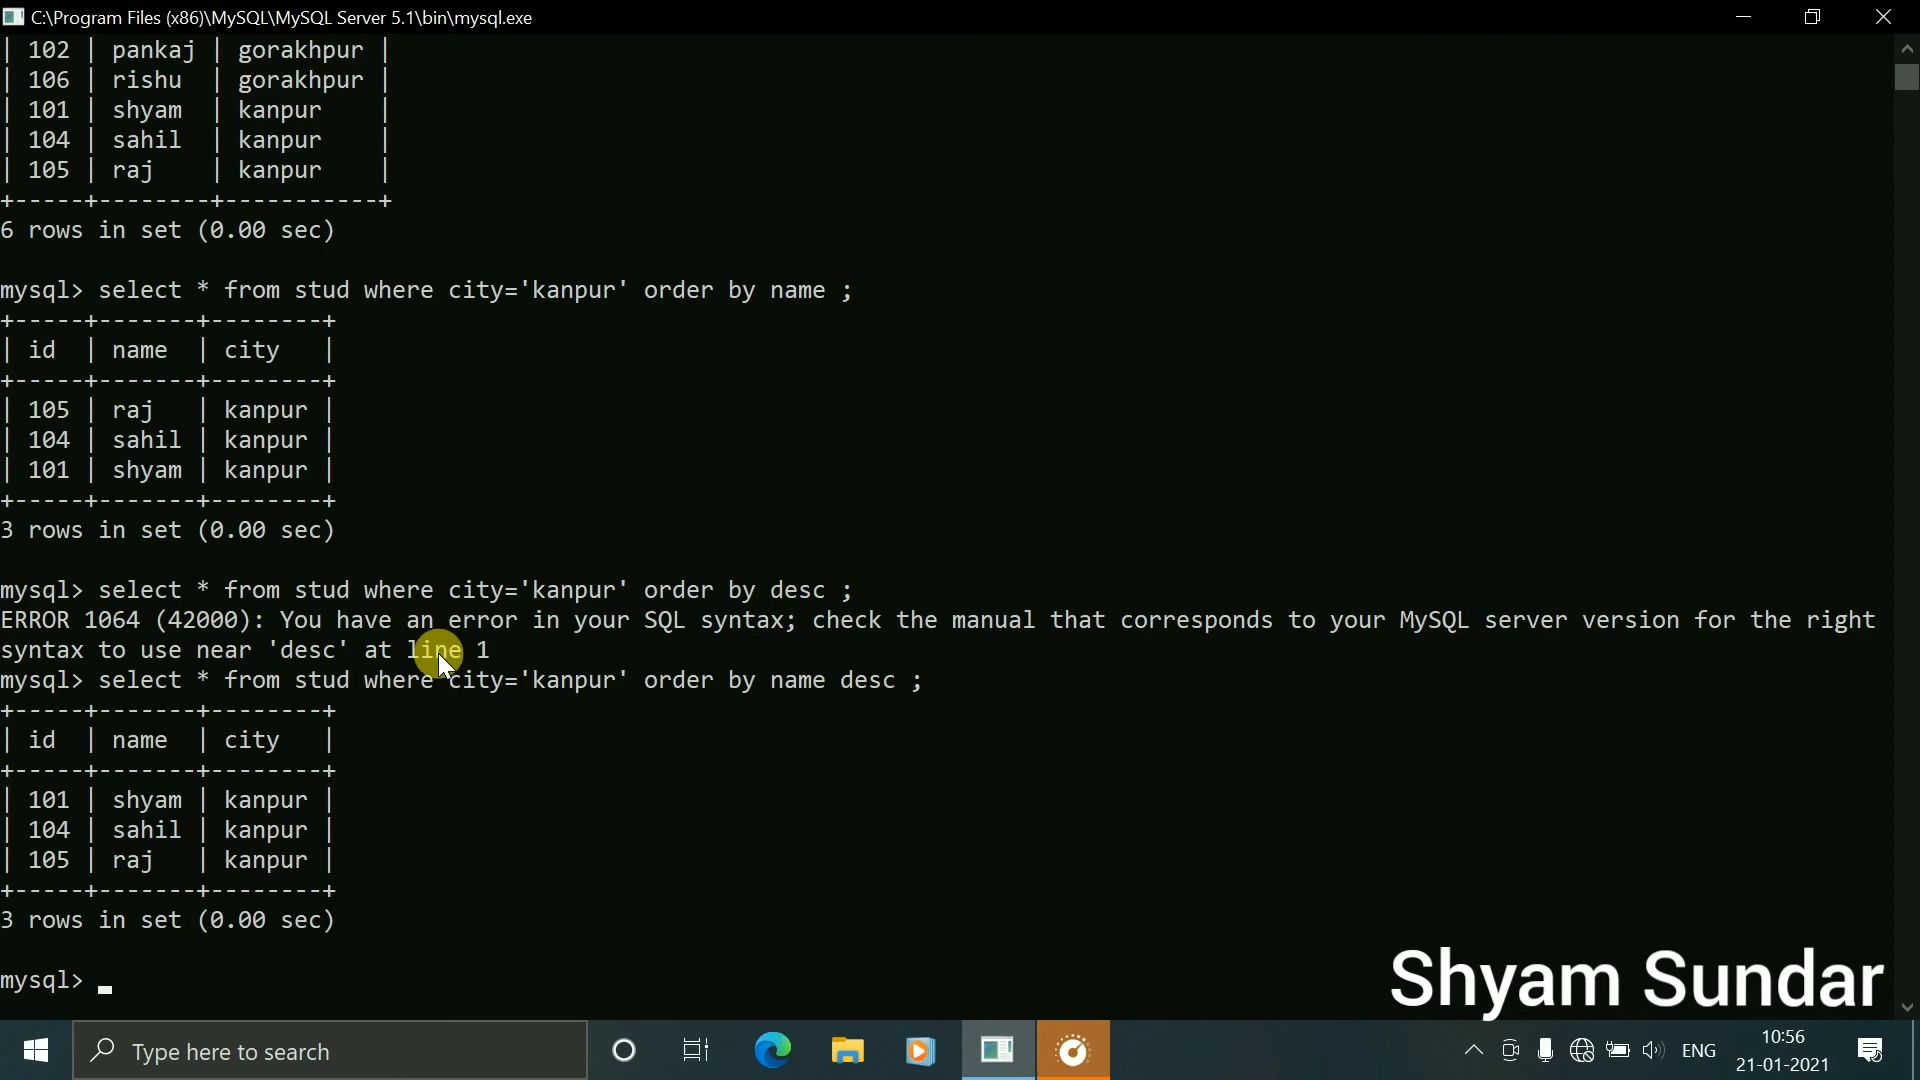 C:\Program Files (x86)\MySQL\MySQL Server 5.1\bin\mysql.exe
| 102 | pankaj | gorakhpur |
| 106 | rishu  | gorakhpur |
| 101 | shyam  | kanpur    |
| 104 | sahil  | kanpur    |
| 105 | raj    | kanpur    |
+-----+--------+-----------+
6 rows in set (0.00 sec)
mysql> select * from stud where city='kanpur' order by name ;
+-----+-------+--------+
| id  | name  | city   |
+-----+-------+--------+
| 105 | raj   | kanpur |
| 104 | sahil | kanpur |
| 101 | shyam | kanpur |
+-----+-------+--------+
3 rows in set (0.00 sec)
mysql> select * from stud where city='kanpur' order by desc ;
ERROR 1064 (42000): You have an error in your SQL syntax; check the manual that corresponds to your MySQL server version for the right
syntax to use near 'desc' at line 1
mysql> select * from stud where city='kanpur' order by name desc ;
+-----+-------+--------+
| id  | name  | city   |
+-----+-------+--------+
| 101 | shyam | kanpur |
| 104 | sahil | kanpur |
| 105 | raj   | kanpur |
+-----+-------+--------+
3 rows in set (0.00 sec)
mysql> _
Shyam Sundar
Type here to search
ENG
10:56
21-01-2021